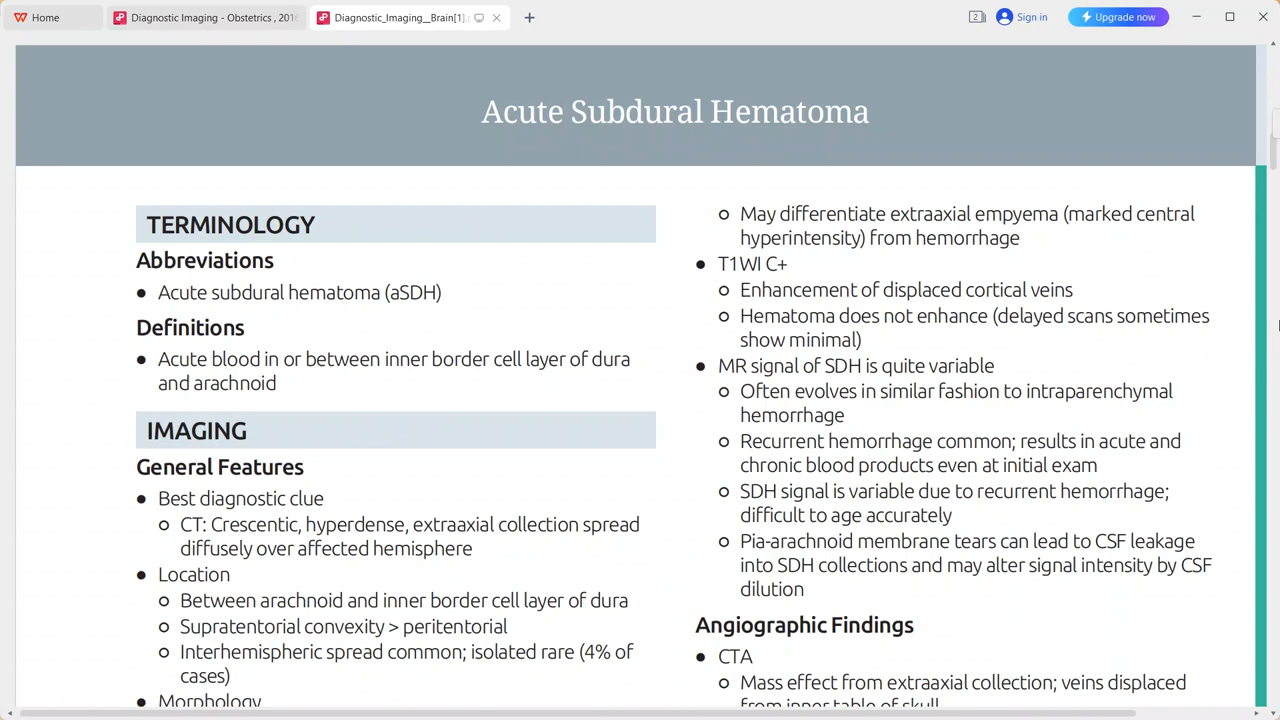 Home
Diagnostic Imaging - Obstetrics , 2016
Diagnostic_Imaging__Brain[1].
2
Sign in
Upgrade now
Acute Subdural Hematoma
TERMINOLOGY
Abbreviations
● Acute subdural hematoma (aSDH)
Definitions
● Acute blood in or between inner border cell layer of dura
and arachnoid
IMAGING
General Features
● Best diagnostic clue
○ CT: Crescentic, hyperdense, extraaxial collection spread
diffusely over affected hemisphere
● Location
○ Between arachnoid and inner border cell layer of dura
○ Supratentorial convexity > peritentorial
○ Interhemispheric spread common; isolated rare (4% of
cases)
● Morphology
○ May differentiate extraaxial empyema (marked central
hyperintensity) from hemorrhage
● T1WI C+
○ Enhancement of displaced cortical veins
○ Hematoma does not enhance (delayed scans sometimes
show minimal)
● MR signal of SDH is quite variable
○ Often evolves in similar fashion to intraparenchymal
hemorrhage
○ Recurrent hemorrhage common; results in acute and
chronic blood products even at initial exam
○ SDH signal is variable due to recurrent hemorrhage;
difficult to age accurately
○ Pia-arachnoid membrane tears can lead to CSF leakage
into SDH collections and may alter signal intensity by CSF
dilution
Angiographic Findings
● CTA
○ Mass effect from extraaxial collection; veins displaced
from inner table of skull